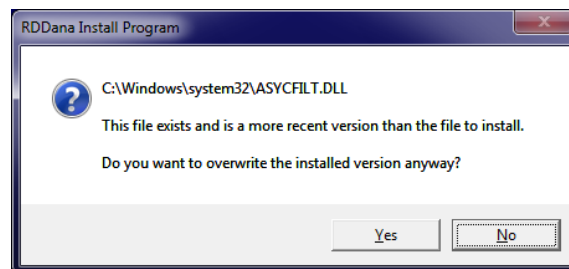 RDDana Install Program
C:\Windows\system32\ASYCFILT.DLL
This file exists and is a more recent version than the file to install.
Do you want to overwrite the installed version anyway?
Yes
No